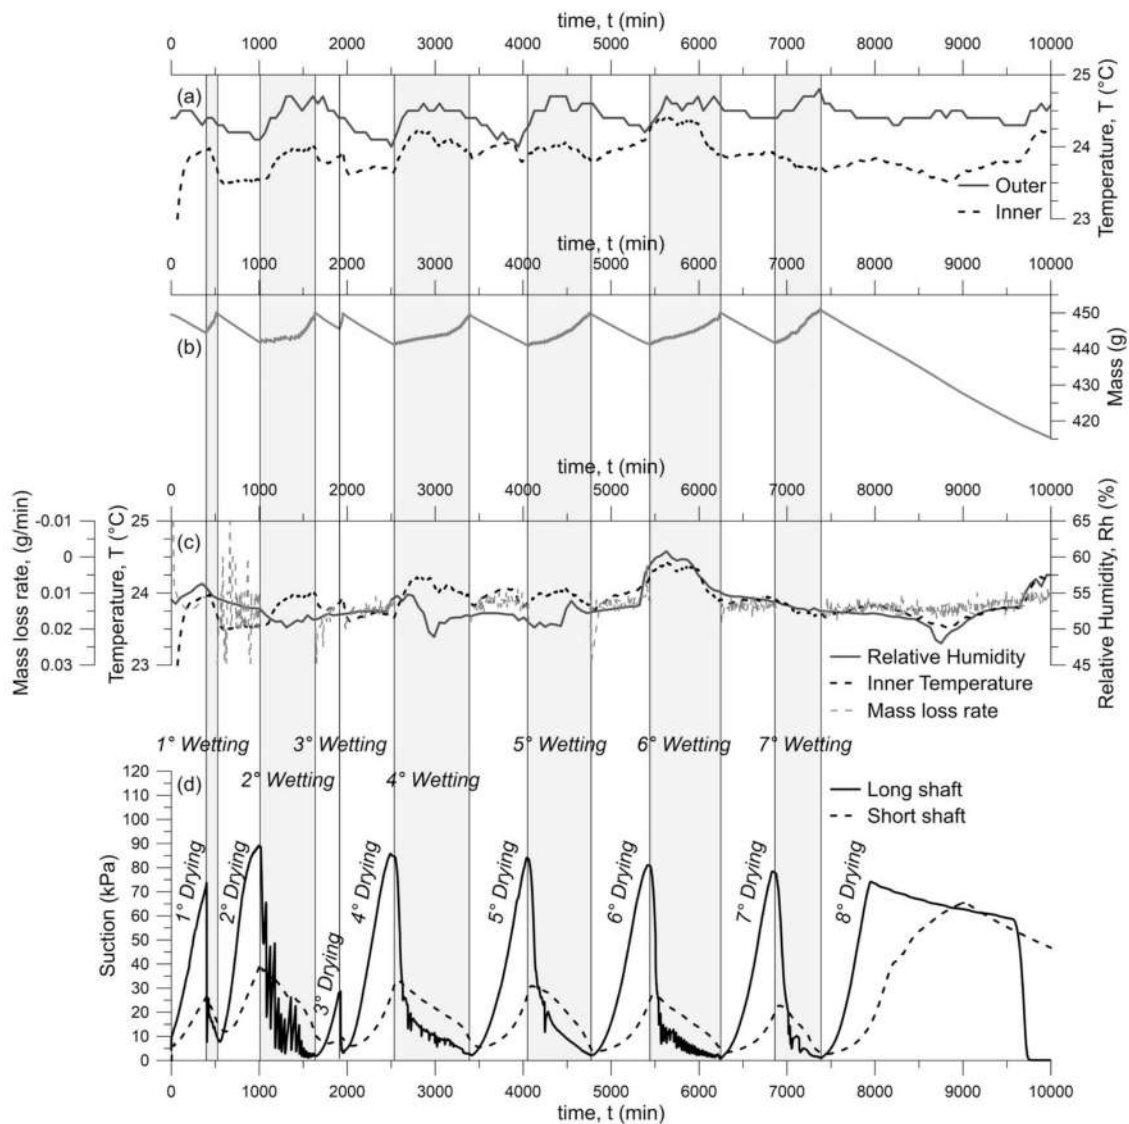 time, t (min)
0 1000 2000 3000 4000 5000 6000 7000 8000 9000 10000
(a)
25
24
23
Temperature, T (°C)
Outer
Inner
time, t (min)
0 1000 2000 3000 4000 5000 6000 7000 8000 9000 10000
(b)
450
440
430
420
Mass (g)
time, t (min)
0 1000 2000 3000 4000 5000 6000 7000 8000 9000 10000
Mass loss rate, (g/min)
-0.01
0
0.01
0.02
0.03
Temperature, T (°C)
25
24
23
(c)
65
60
55
50
45
Relative Humidity, Rh (%)
Relative Humidity
Inner Temperature
Mass loss rate
1° Wetting 3° Wetting 5° Wetting 6° Wetting 7° Wetting
2° Wetting 4° Wetting
(d)
Long shaft
Short shaft
Suction (kPa)
120
110
100
90
80
70
60
50
40
30
20
10
0
1° Drying
2° Drying
3° Drying
4° Drying
5° Drying
6° Drying
7° Drying
8° Drying
0 1000 2000 3000 4000 5000 6000 7000 8000 9000 10000
time, t (min)